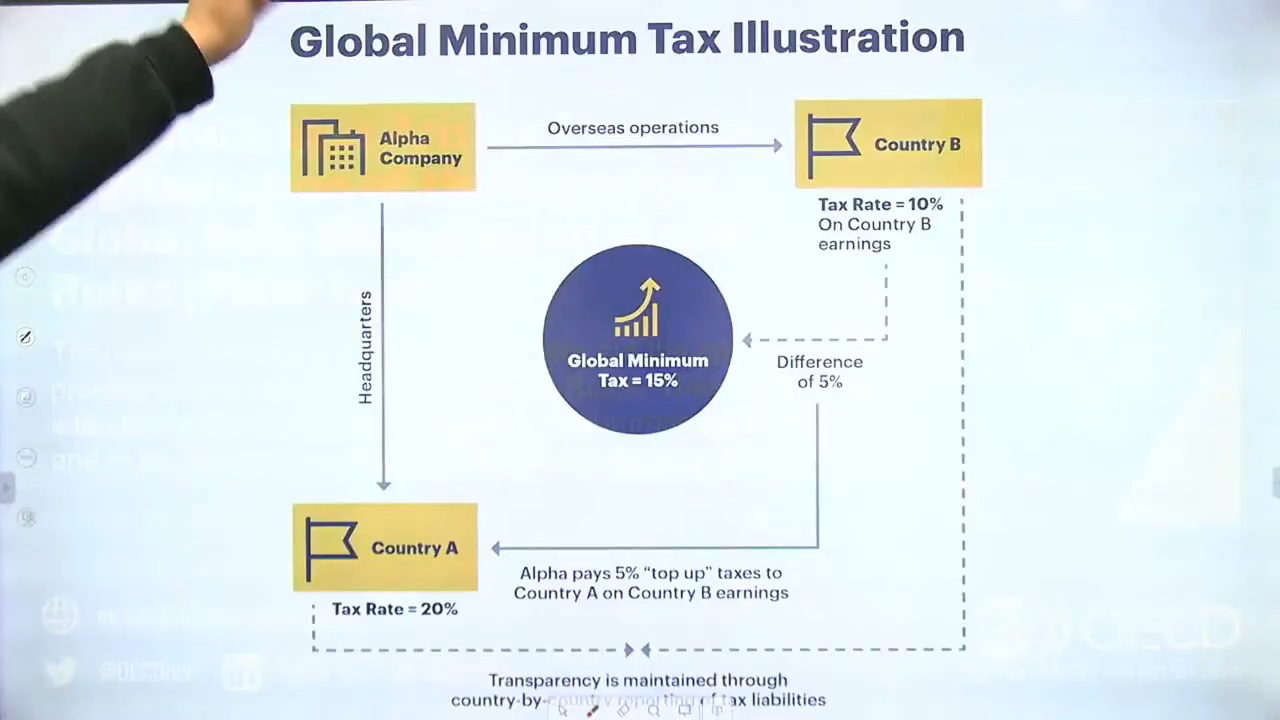 Global Minimum Tax Illustration
Alpha
Company
Overseas operations
Country B
Tax Rate = 10%
On Country B
earnings
Headquarters
Global Minimum
Tax = 15%
Difference
of 5%
Country A
Alpha pays 5% “top up” taxes to
Country A on Country B earnings
Tax Rate = 20%
OECD
Transparency is maintained through
country-by-country reporting of tax liabilities